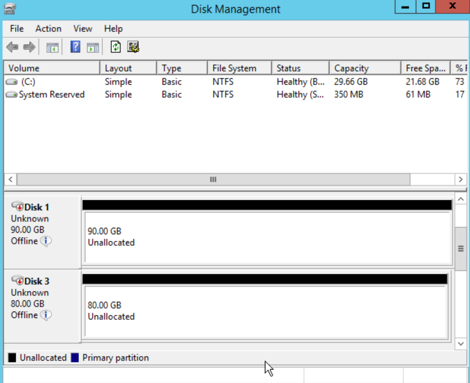 Disk Management
File Action View Help
Volume Layout Type File System Status Capacity Free Spa... % F
(C:) Simple Basic NTFS Healthy (B... 29.66 GB 21.68 GB 73
System Reserved Simple Basic NTFS Healthy (S... 350 MB 61 MB 17
Disk 1
Unknown
90.00 GB
Offline
90.00 GB
Unallocated
Disk 3
Unknown
80.00 GB
Offline
80.00 GB
Unallocated
Unallocated Primary partition